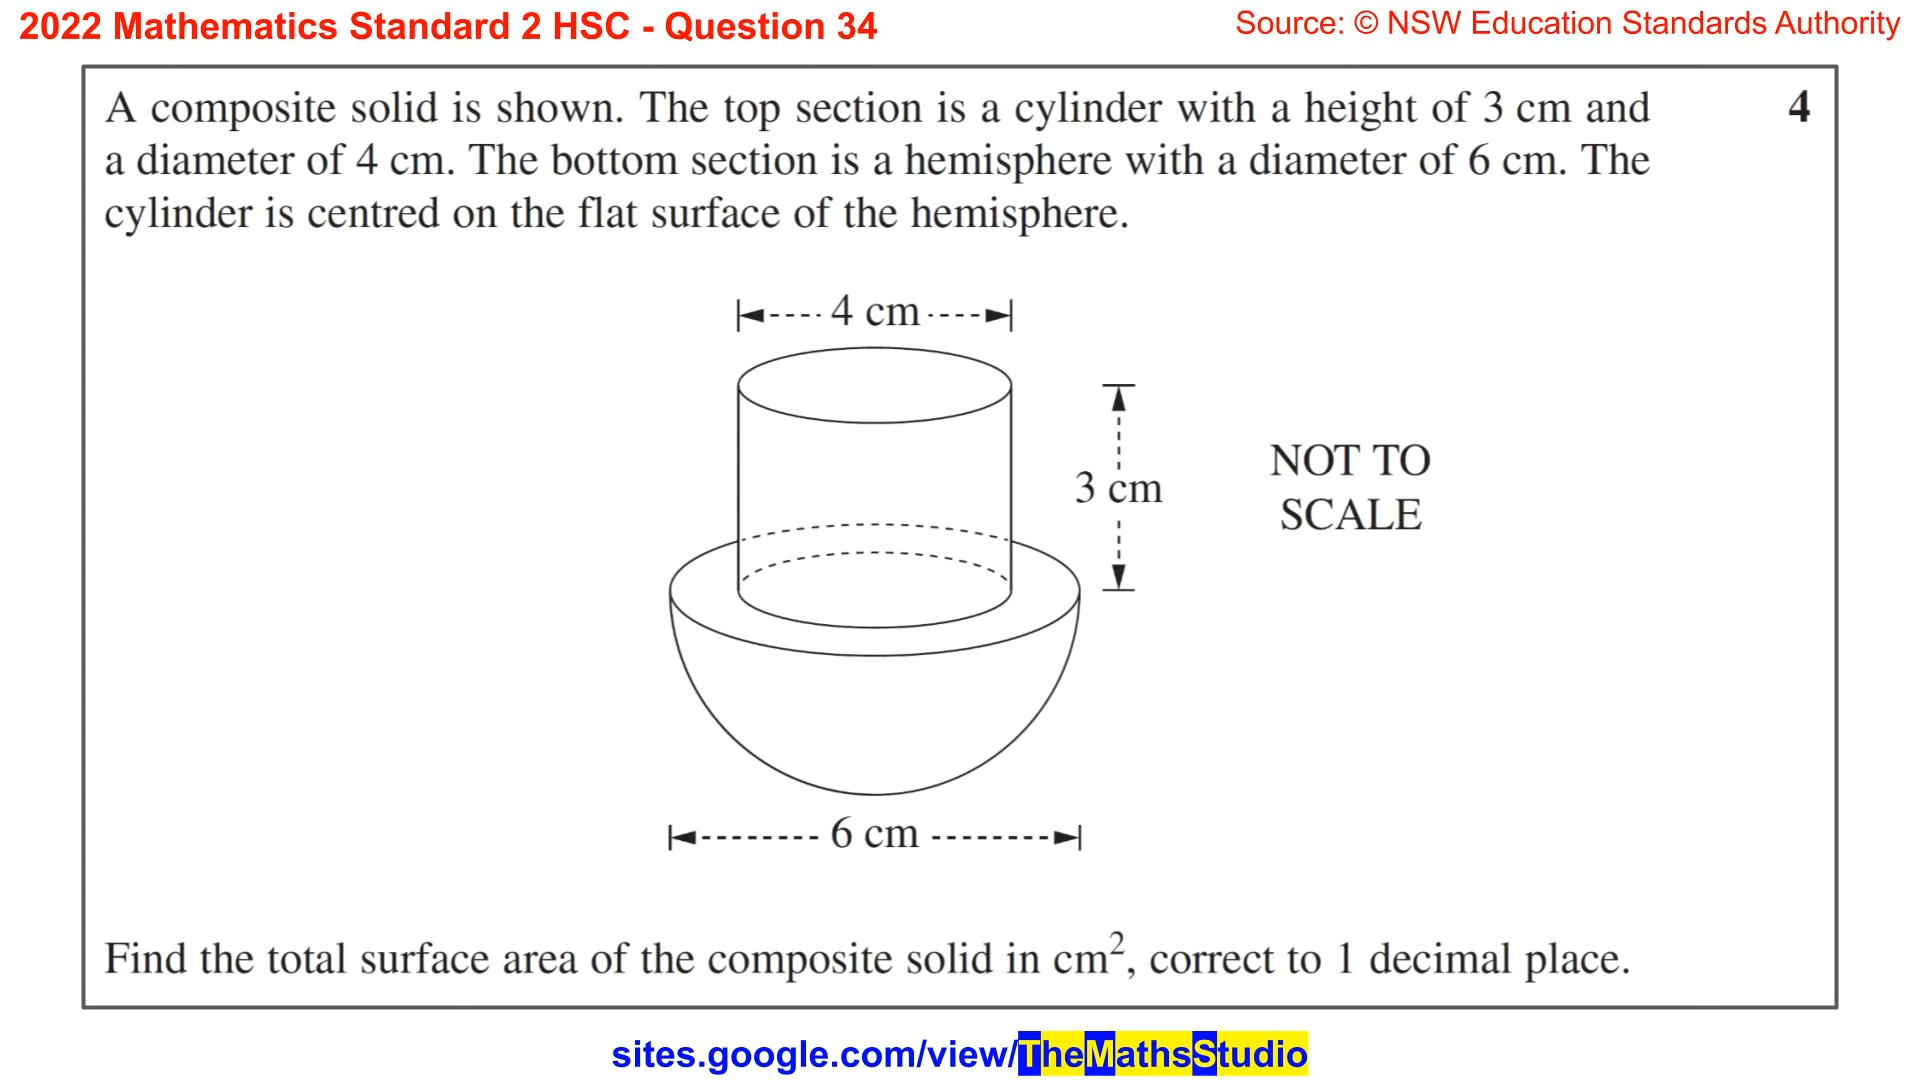 2022 Mathematics Standard 2 HSC - Question 34
Source: © NSW Education Standards Authority
A composite solid is shown. The top section is a cylinder with a height of 3 cm and
4
a diameter of 4 cm. The bottom section is a hemisphere with a diameter of 6 cm. The
cylinder is centred on the flat surface of the hemisphere.
4 cm
3 cm
NOT TO
SCALE
6 cm
Find the total surface area of the composite solid in cm², correct to 1 decimal place.
sites.google.com/view/TheMathsStudio